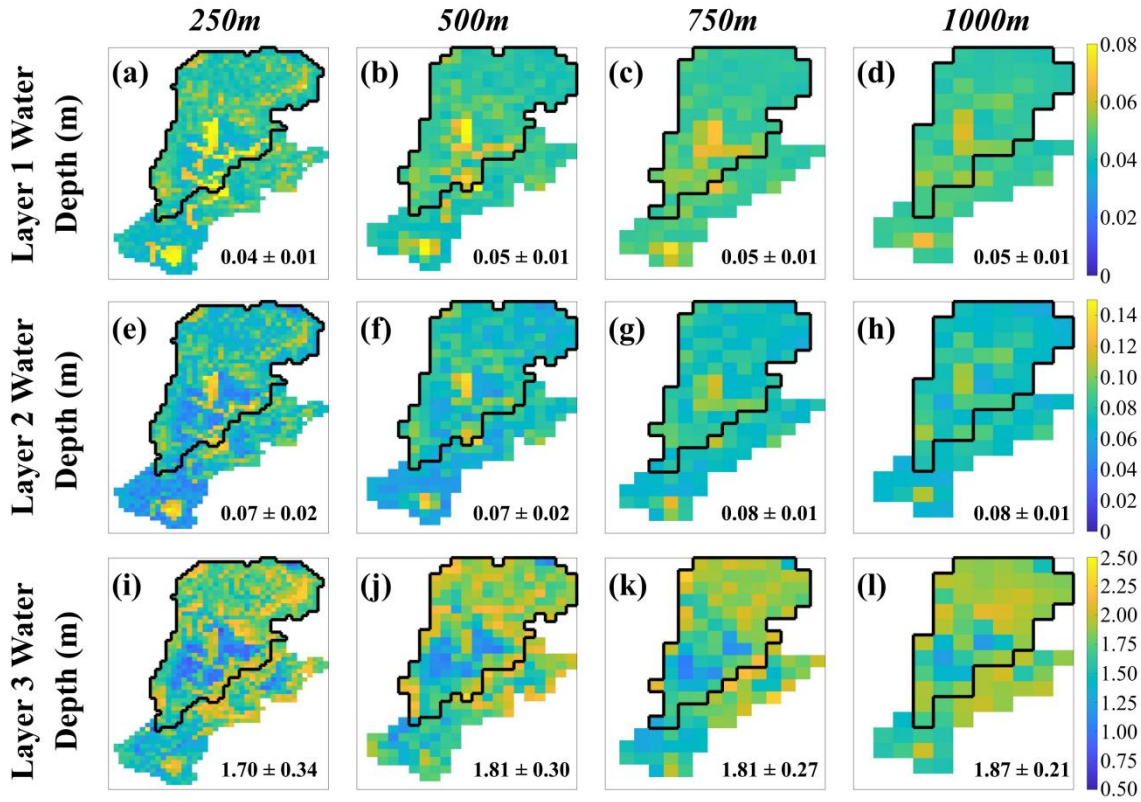 250m 500m 750m 1000m
Layer 1 Water
Depth (m)
(a) (b) (c) (d)
0.04 ± 0.01 0.05 ± 0.01 0.05 ± 0.01 0.05 ± 0.01
0.08
0.06
0.04
0.02
0
Layer 2 Water
Depth (m)
(e) (f) (g) (h)
0.07 ± 0.02 0.07 ± 0.02 0.08 ± 0.01 0.08 ± 0.01
0.14
0.12
0.10
0.08
0.06
0.04
0.02
0
Layer 3 Water
Depth (m)
(i) (j) (k) (l)
1.70 ± 0.34 1.81 ± 0.30 1.81 ± 0.27 1.87 ± 0.21
2.50
2.25
2.00
1.75
1.50
1.25
1.00
0.75
0.50